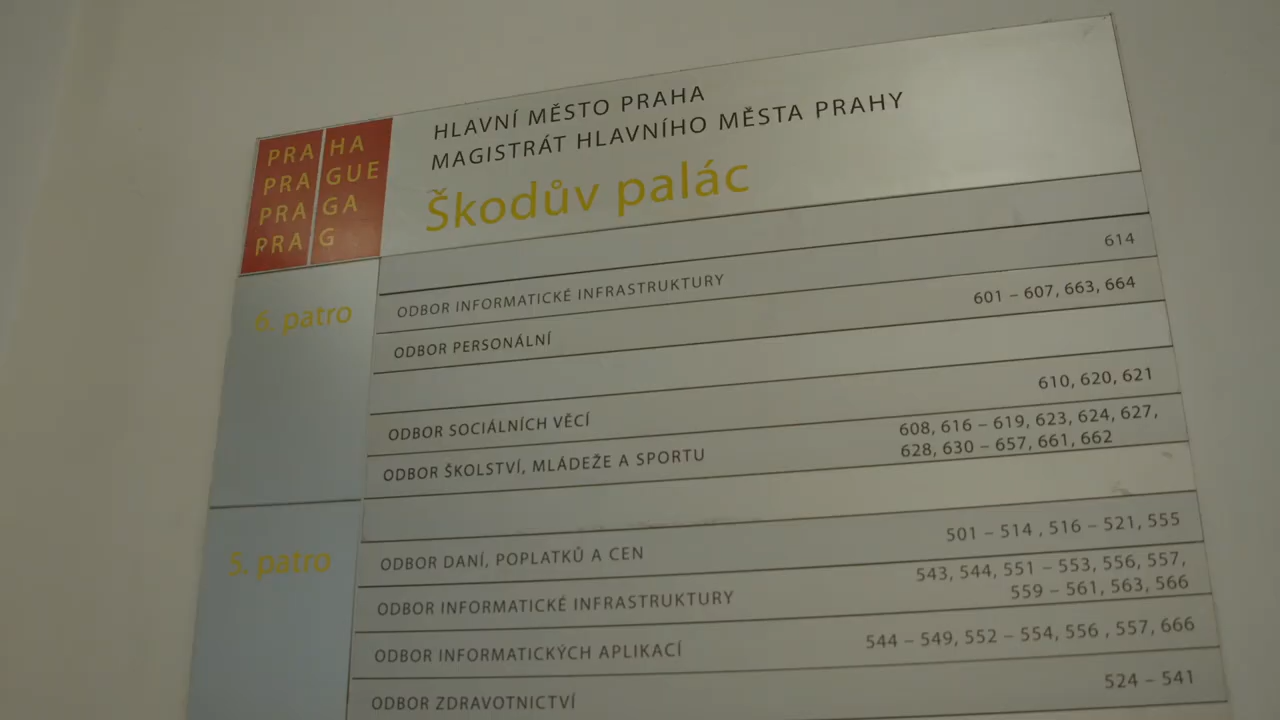 PRA HA
PRA GUE
PRA GA
PRA G
HLAVNÍ MĚSTO PRAHA
MAGISTRÁT HLAVNÍHO MĚSTA PRAHY
Škodův palác
6. patro
ODBOR INFORMATICKÉ INFRASTRUKTURY 614
ODBOR PERSONÁLNÍ 601 – 607, 663, 664
ODBOR SOCIÁLNÍCH VĚCÍ 610, 620, 621
ODBOR ŠKOLSTVÍ, MLÁDEŽE A SPORTU 608, 616 – 619, 623, 624, 627,
628, 630 – 657, 661, 662
5. patro
ODBOR DANÍ, POPLATKŮ A CEN 501 – 514 , 516 – 521, 555
ODBOR INFORMATICKÉ INFRASTRUKTURY 543, 544, 551 – 553, 556, 557,
559 – 561, 563, 566
ODBOR INFORMATICKÝCH APLIKACÍ 544 – 549, 552 – 554, 556 , 557, 666
ODBOR ZDRAVOTNICTVÍ 524 – 541